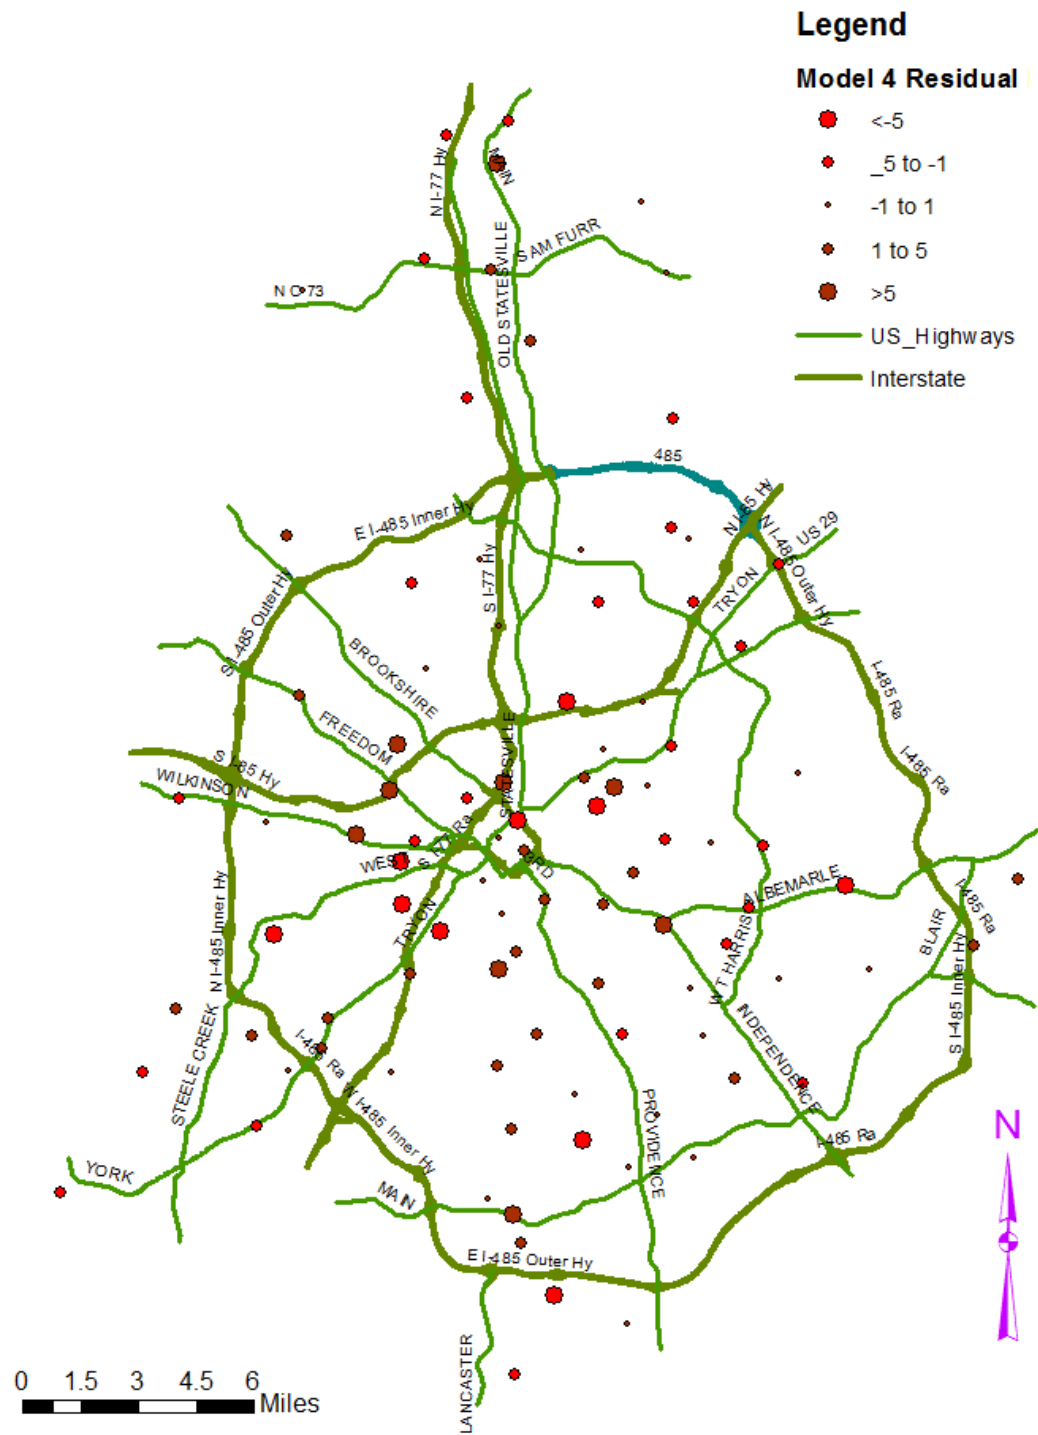 Legend
Model 4 Residual
<-5
_5 to -1
-1 to 1
1 to 5
>5
US_Highways
Interstate
MAIN
N I-77 Hy
SAM FURR
OLD STATESVILLE
N C-73
485
N I-85 Hy
E I-485 Inner Hy
N I-485 Outer Hy
US 29
S I-77 Hy
TRYON
S I-485 Outer Hy
BROOKSHIRE
I-485 Ra
FREEDOM
STATESVILLE
S I-85 Hy
I-485 Ra
WILKINSON
S I-77 Ra
WEST
3RD
ALBEMARLE
I-485 Ra
TRYON
BLAIR
N I-485 Inner Hy
W T HARRIS
S I-485 Inner Hy
INDEPENDENCE
STEELE CREEK
I-485 Ra
W I-485 Inner Hy
PROVIDENCE
I-485 Ra
N
YORK
MAIN
E I-485 Outer Hy
LANCASTER
0 1.5 3 4.5 6
Miles